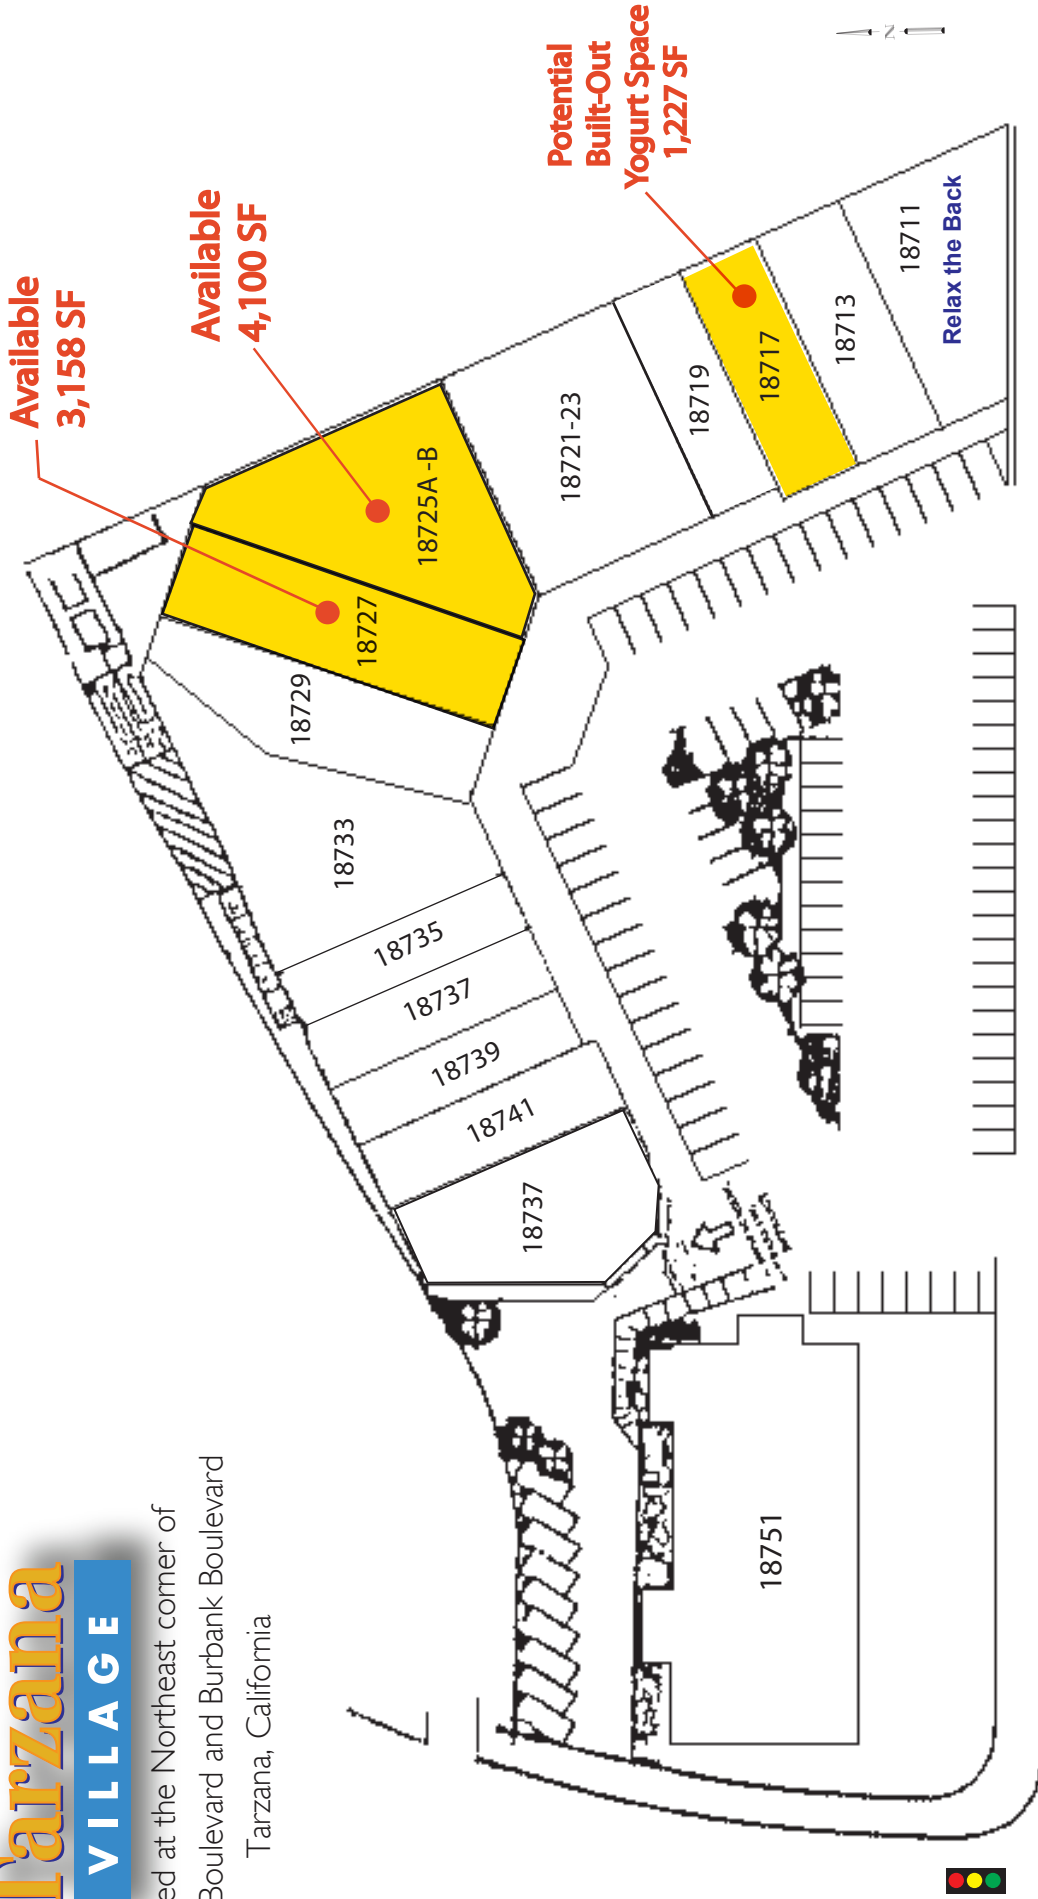 Tarzana
VILLAGE
ed at the Northeast corner of
Boulevard and Burbank Boulevard
Tarzana, California
Available
3,158 SF
Available
4,100 SF
Potential
Built-Out
Yogurt Space
1,227 SF
N
18751
18737
18741
18739
18737
18735
18733
18729
18727
18725A -B
18721-23
18719
18717
18713
18711
Relax the Back